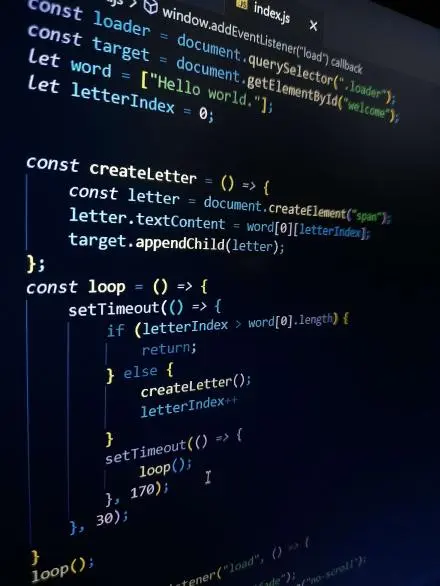 index.js
js > window.addEventListener("load") callback
const loader = document.querySelector(".loader");
const target = document.getElementById("welcome");
let word = ["Hello world."];
let letterIndex = 0;
const createLetter = () => {
const letter = document.createElement("span");
letter.textContent = word[0][letterIndex];
target.appendChild(letter);
};
const loop = () => {
setTimeout(() => {
if (letterIndex > word[0].length) {
return;
} else {
createLetter();
letterIndex++
}
setTimeout(() => {
loop();
}, 170);
}, 30);
}
loop();
tener("load", () => {
"no-scroll");